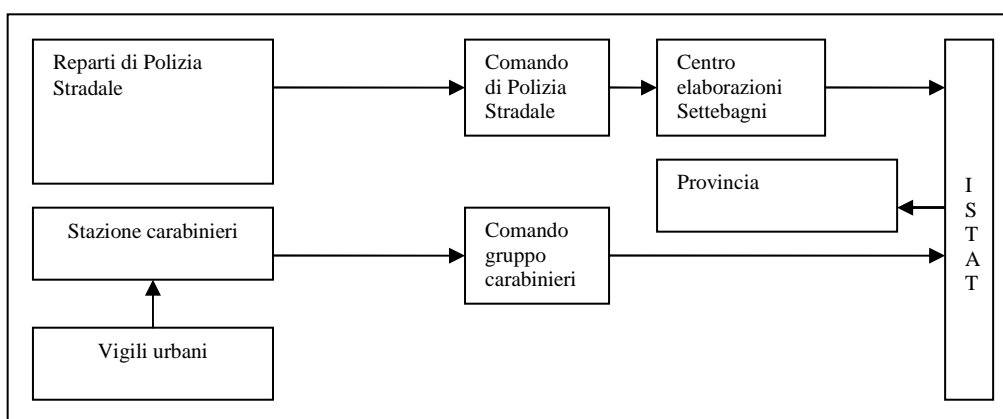 Reparti di Polizia
Stradale
Comando
di Polizia
Stradale
Centro
elaborazioni
Settebagni
Provincia
I
S
T
A
T
Stazione carabinieri
Comando
gruppo
carabinieri
Vigili urbani